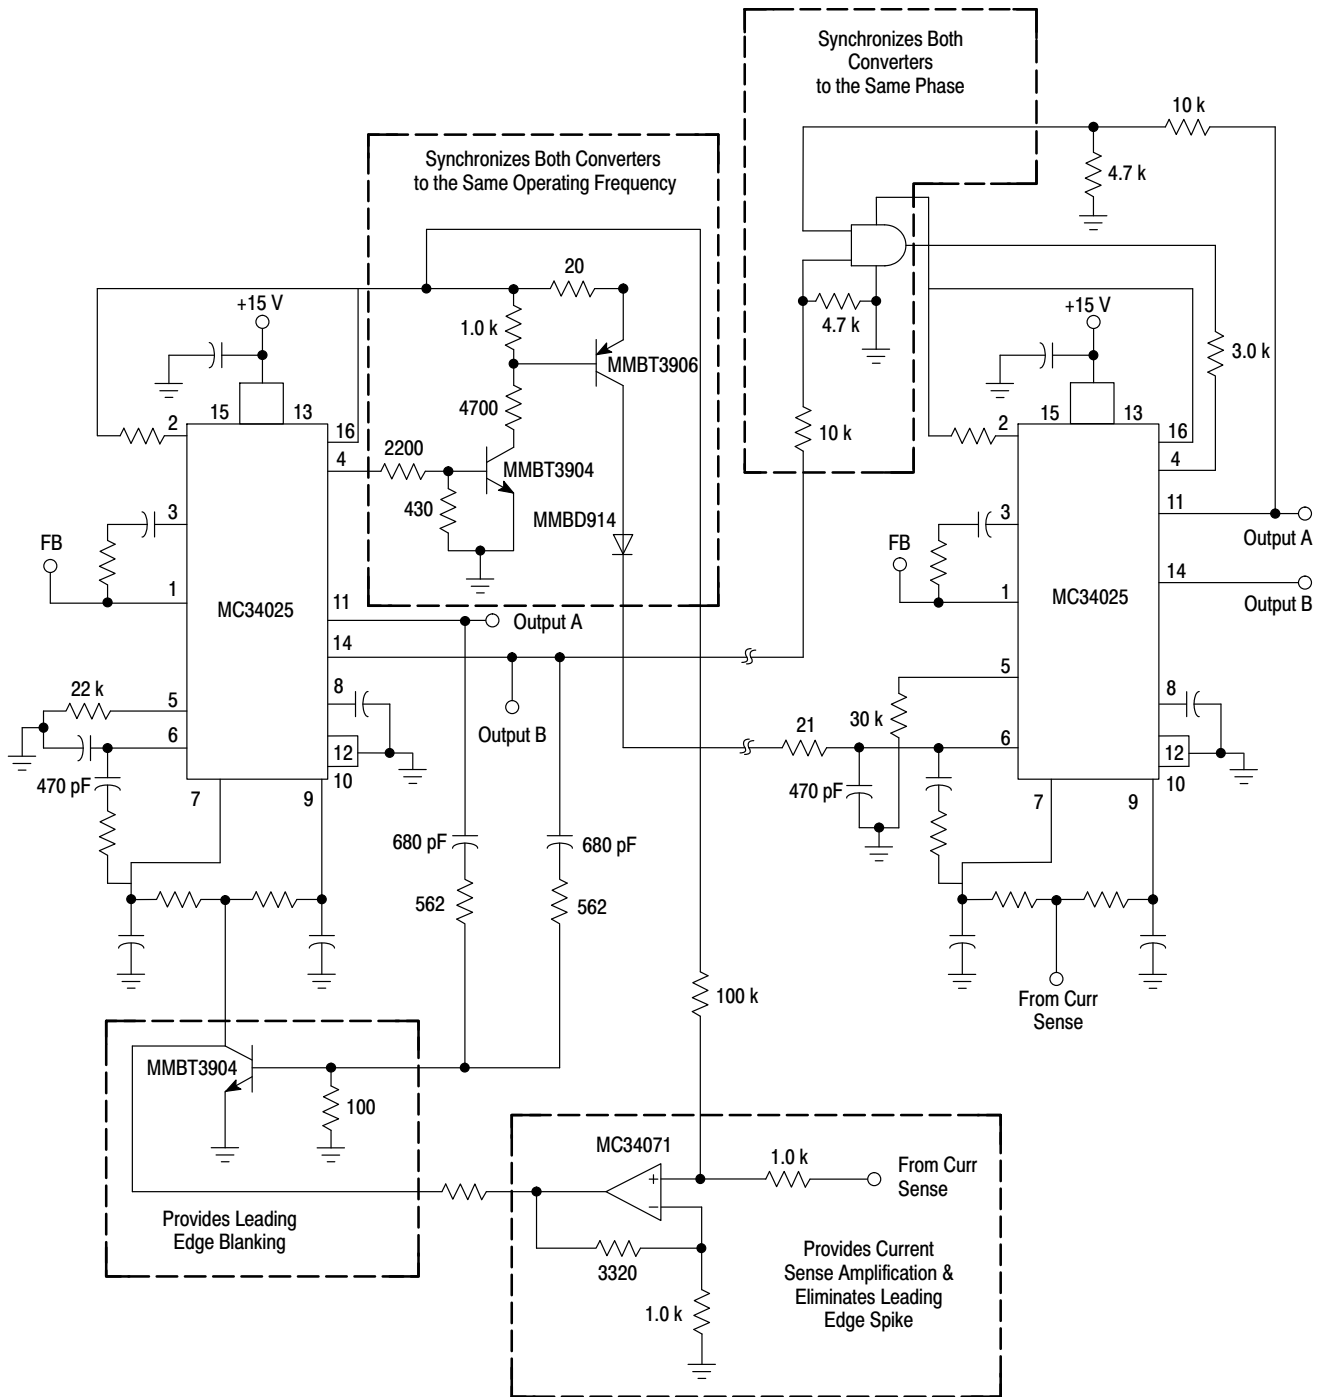 Synchronizes Both
Converters
to the Same Phase
10 k
4.7 k
Synchronizes Both Converters
to the Same Operating Frequency
20
+15 V
1.0 k
MMBT3906
4.7 k
+15 V
3.0 k
15
13
2
16
4
4700
2200
MMBT3904
430
10 k
15
13
2
16
4
3
FB
MMBD914
3
FB
11
Output A
1
MC34025
11
Output A
14
1
MC34025
14
Output B
22 k
5
8
Output B
5
8
6
470 pF
12
10
7
9
21
30 k
470 pF
6
12
10
7
9
680 pF
680 pF
562
562
100 k
From Curr
Sense
MMBT3904
100
MC34071
+
−
1.0 k
From Curr
Sense
Provides Leading
Edge Blanking
3320
1.0 k
Provides Current
Sense Amplification &
Eliminates Leading
Edge Spike